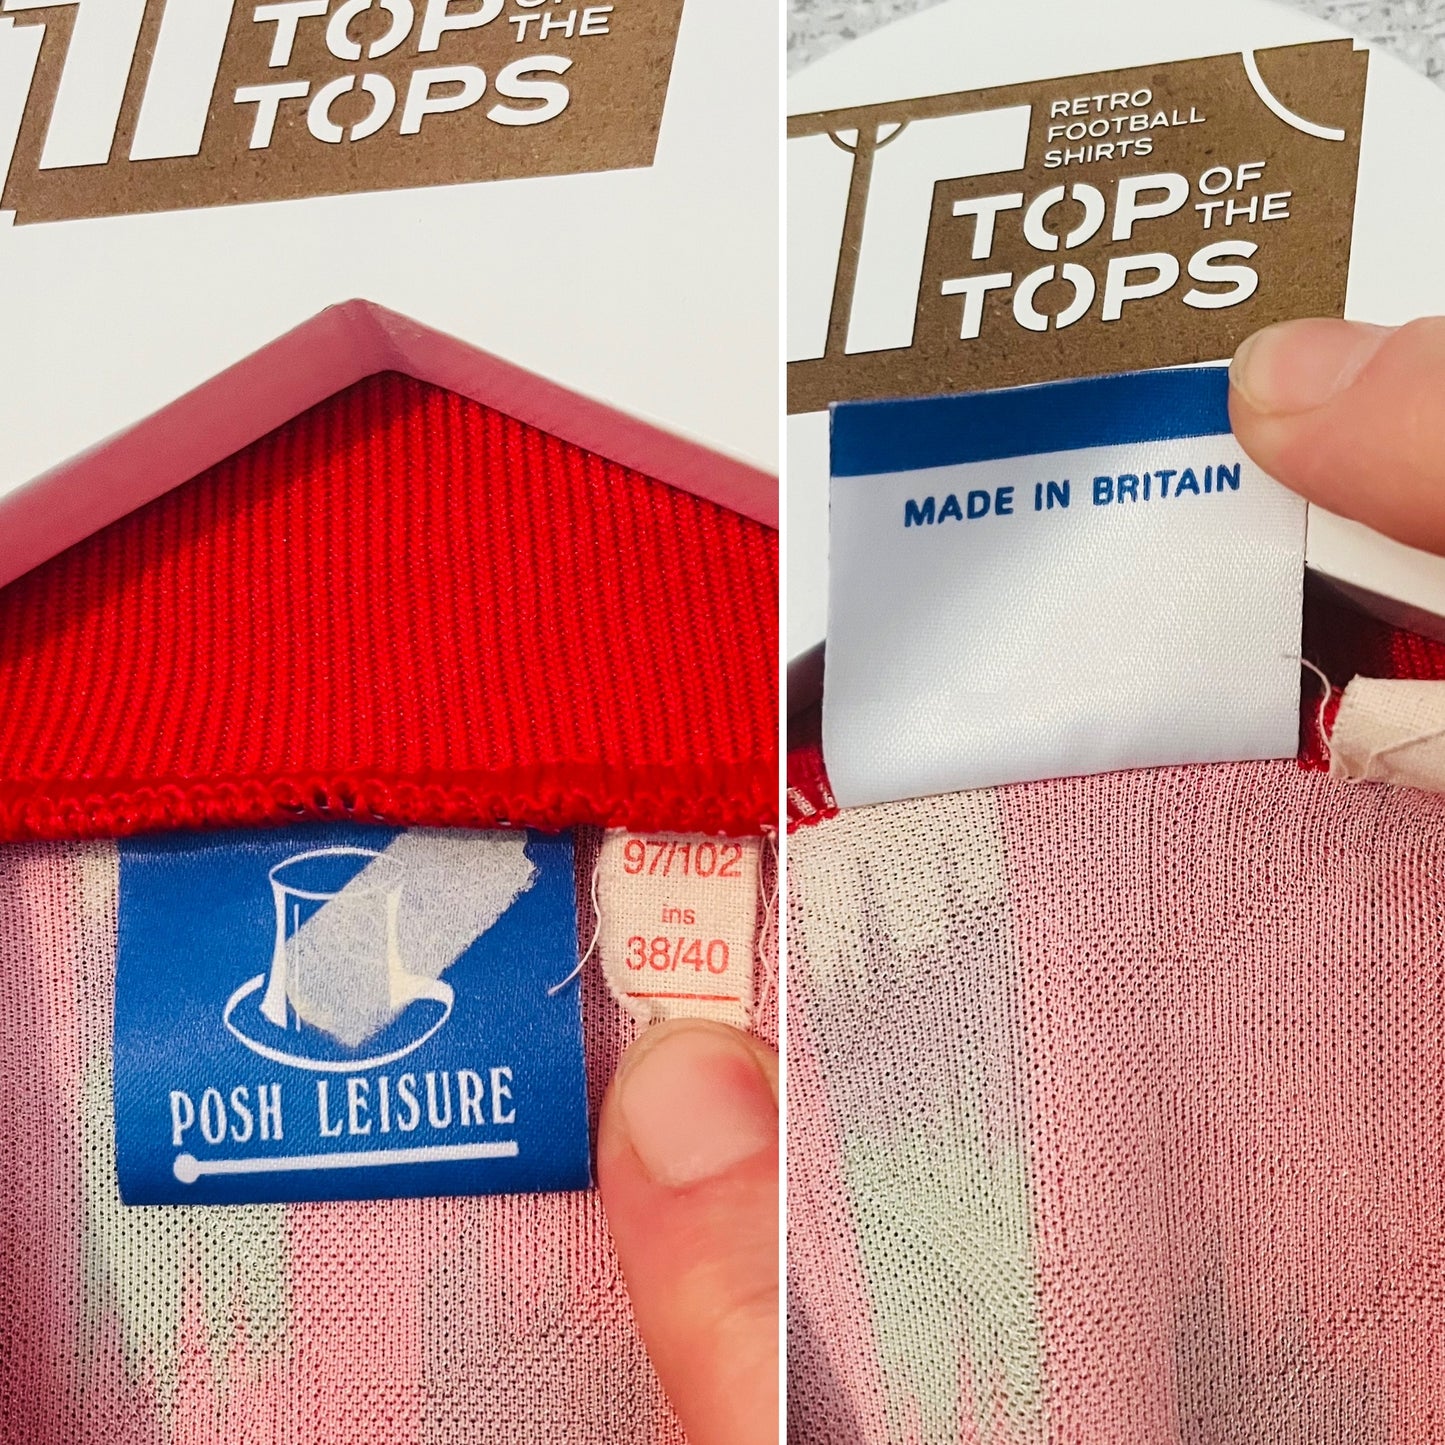 TOP OF
THE
TOPS
97/102
ins
38/40
POSH LEISURE
RETRO
FOOTBALL
SHIRTS
TOP OF
THE
TOPS
MADE IN BRITAIN